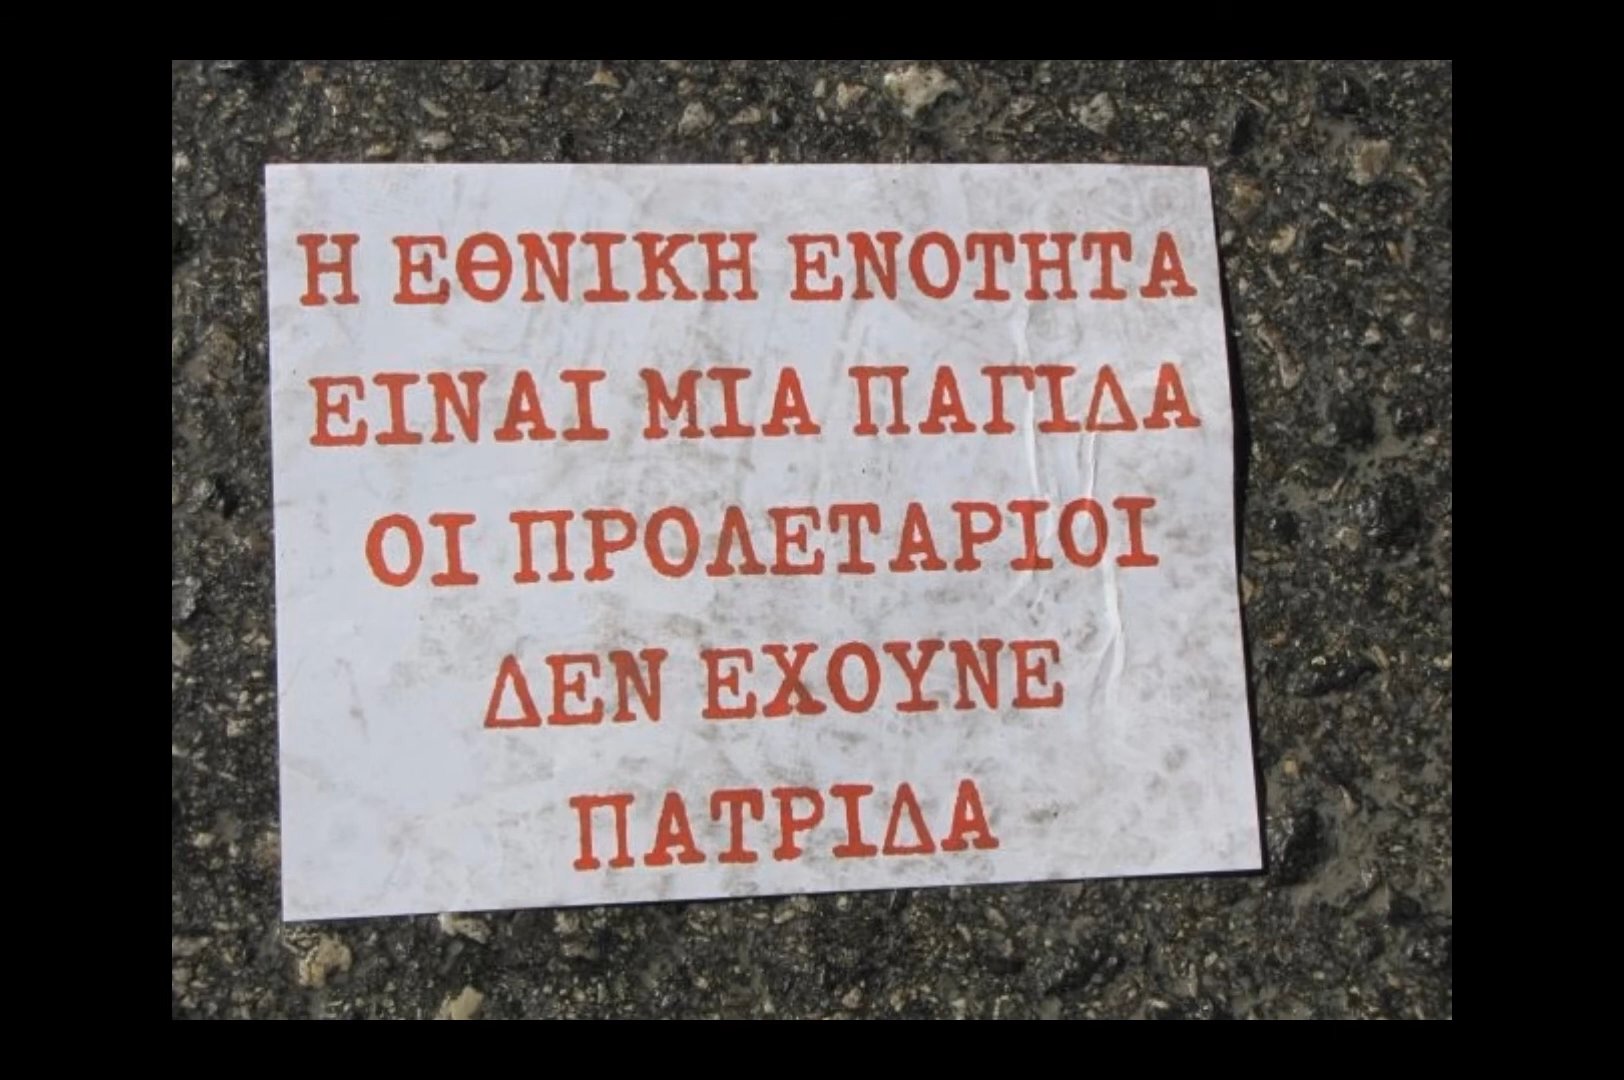 Η ΕΘΝΙΚΗ ΕΝΟΤΗΤΑ
ΕΙΝΑΙ ΜΙΑ ΠΑΓΙΔΑ
ΟΙ ΠΡΟΛΕΤΑΡΙΟΙ
ΔΕΝ ΕΧΟΥΝΕ
ΠΑΤΡΙΔΑ